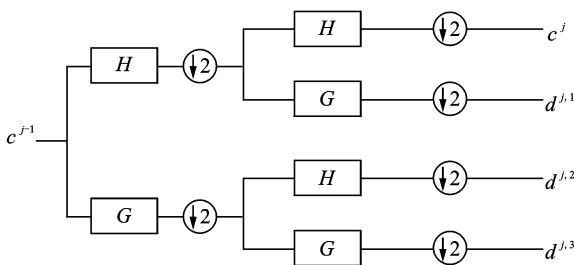 H ↓2 c^j
H ↓2
G ↓2 d^{j,1}
c^{j-1}
H ↓2 d^{j,2}
G ↓2
G ↓2 d^{j,3}